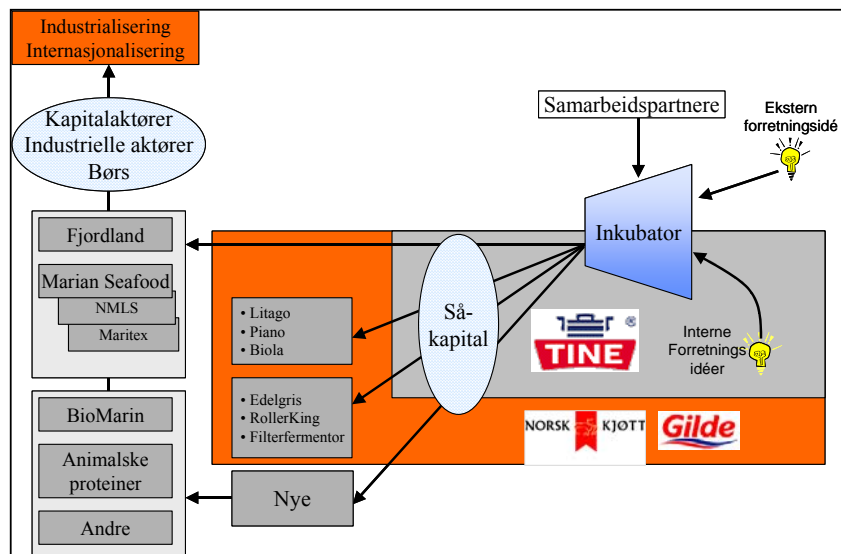 Industrialisering
Internasjonalisering
Kapitalaktører
Industrielle aktører
Børs
Samarbeidspartnere
Ekstern
forretningsidé
Inkubator
Fjordland
Marian Seafood
NMLS
Maritex
Så-
kapital
• Litago
• Piano
• Biola
TINE ®
Interne
Forretnings
idéer
• Edelgris
• RollerKing
• Filterfermentor
NORSK KJØTT
Gilde
BioMarin
Animalske
proteiner
Andre
Nye